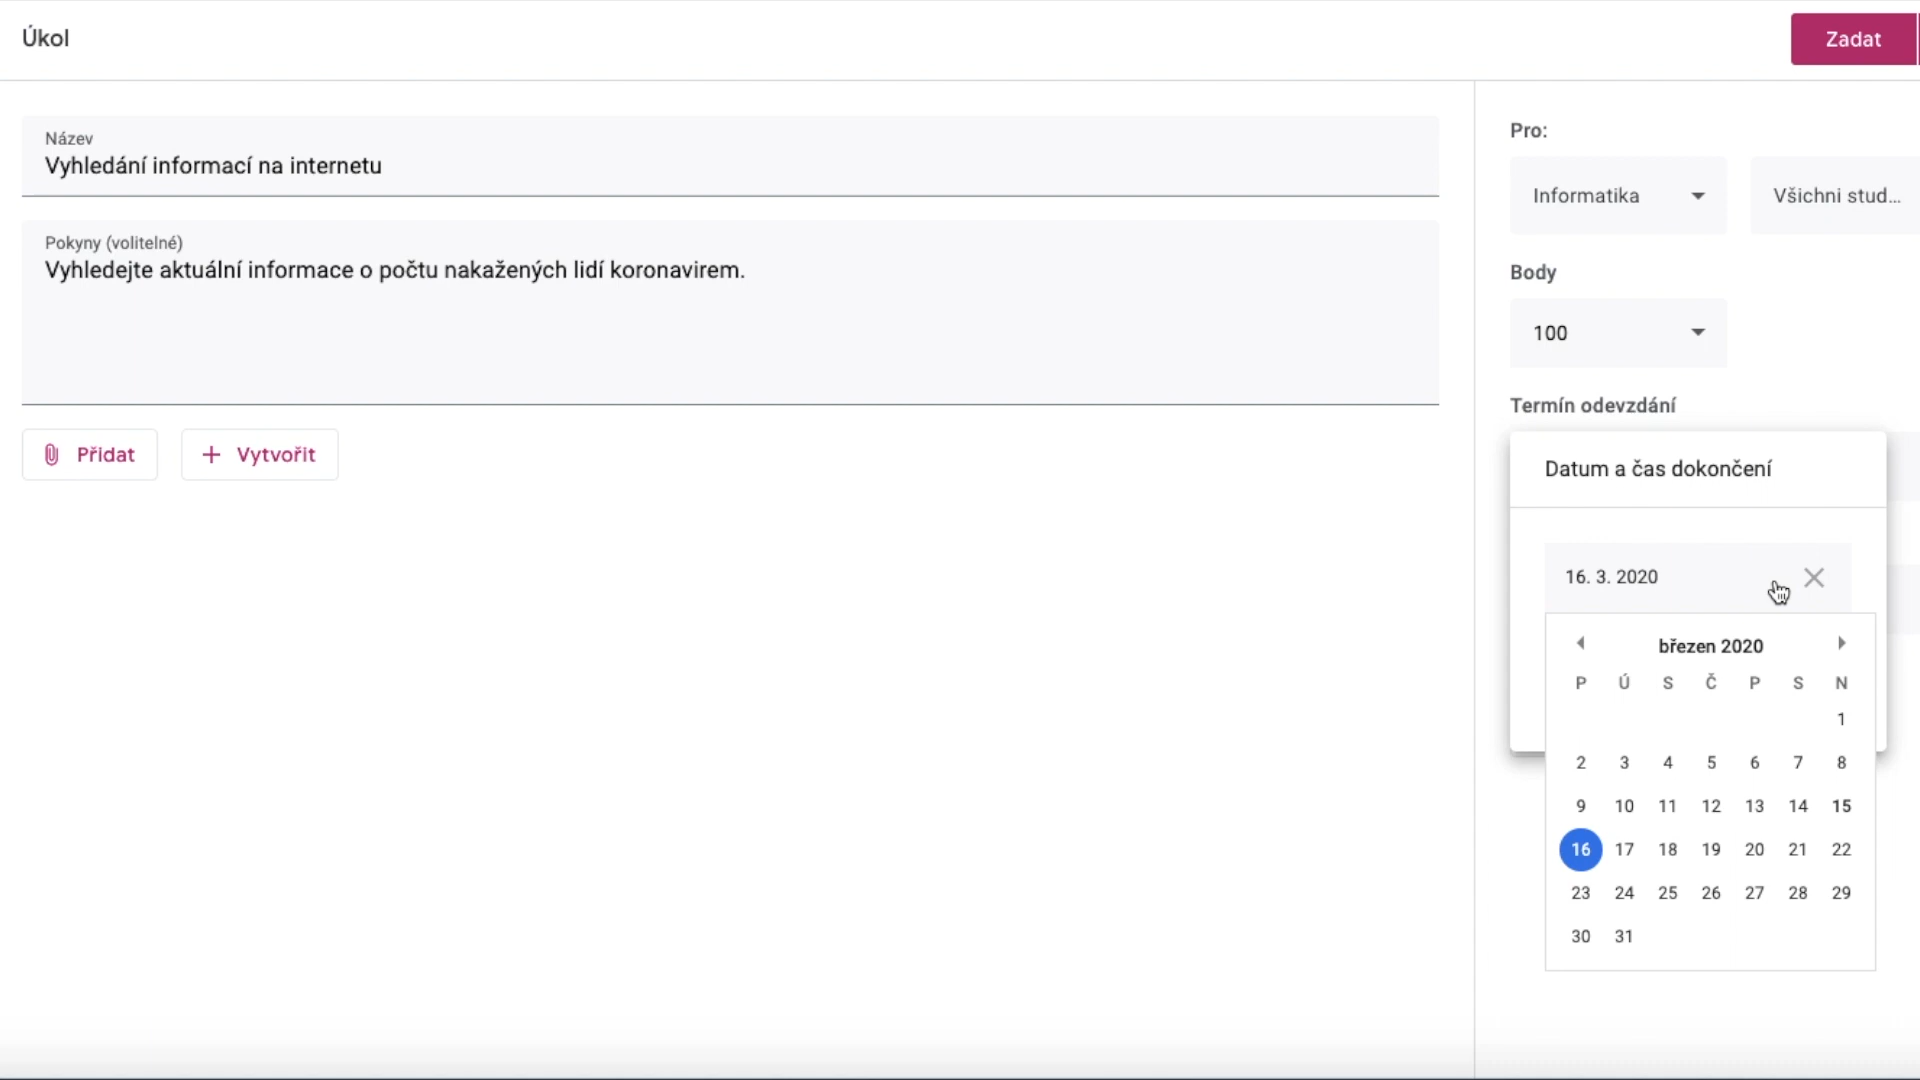 Úkol
Zadat
Název
Vyhledání informací na internetu
Pokyny (volitelné)
Vyhledejte aktuální informace o počtu nakažených lidí koronavirem.
Přidat
Vytvořit
Pro:
Informatika
Všichni stud...
Body
100
Termín odevzdání
Datum a čas dokončení
16. 3. 2020
březen 2020
P Ú S Č P S N
1
2 3 4 5 6 7 8
9 10 11 12 13 14 15
16 17 18 19 20 21 22
23 24 25 26 27 28 29
30 31